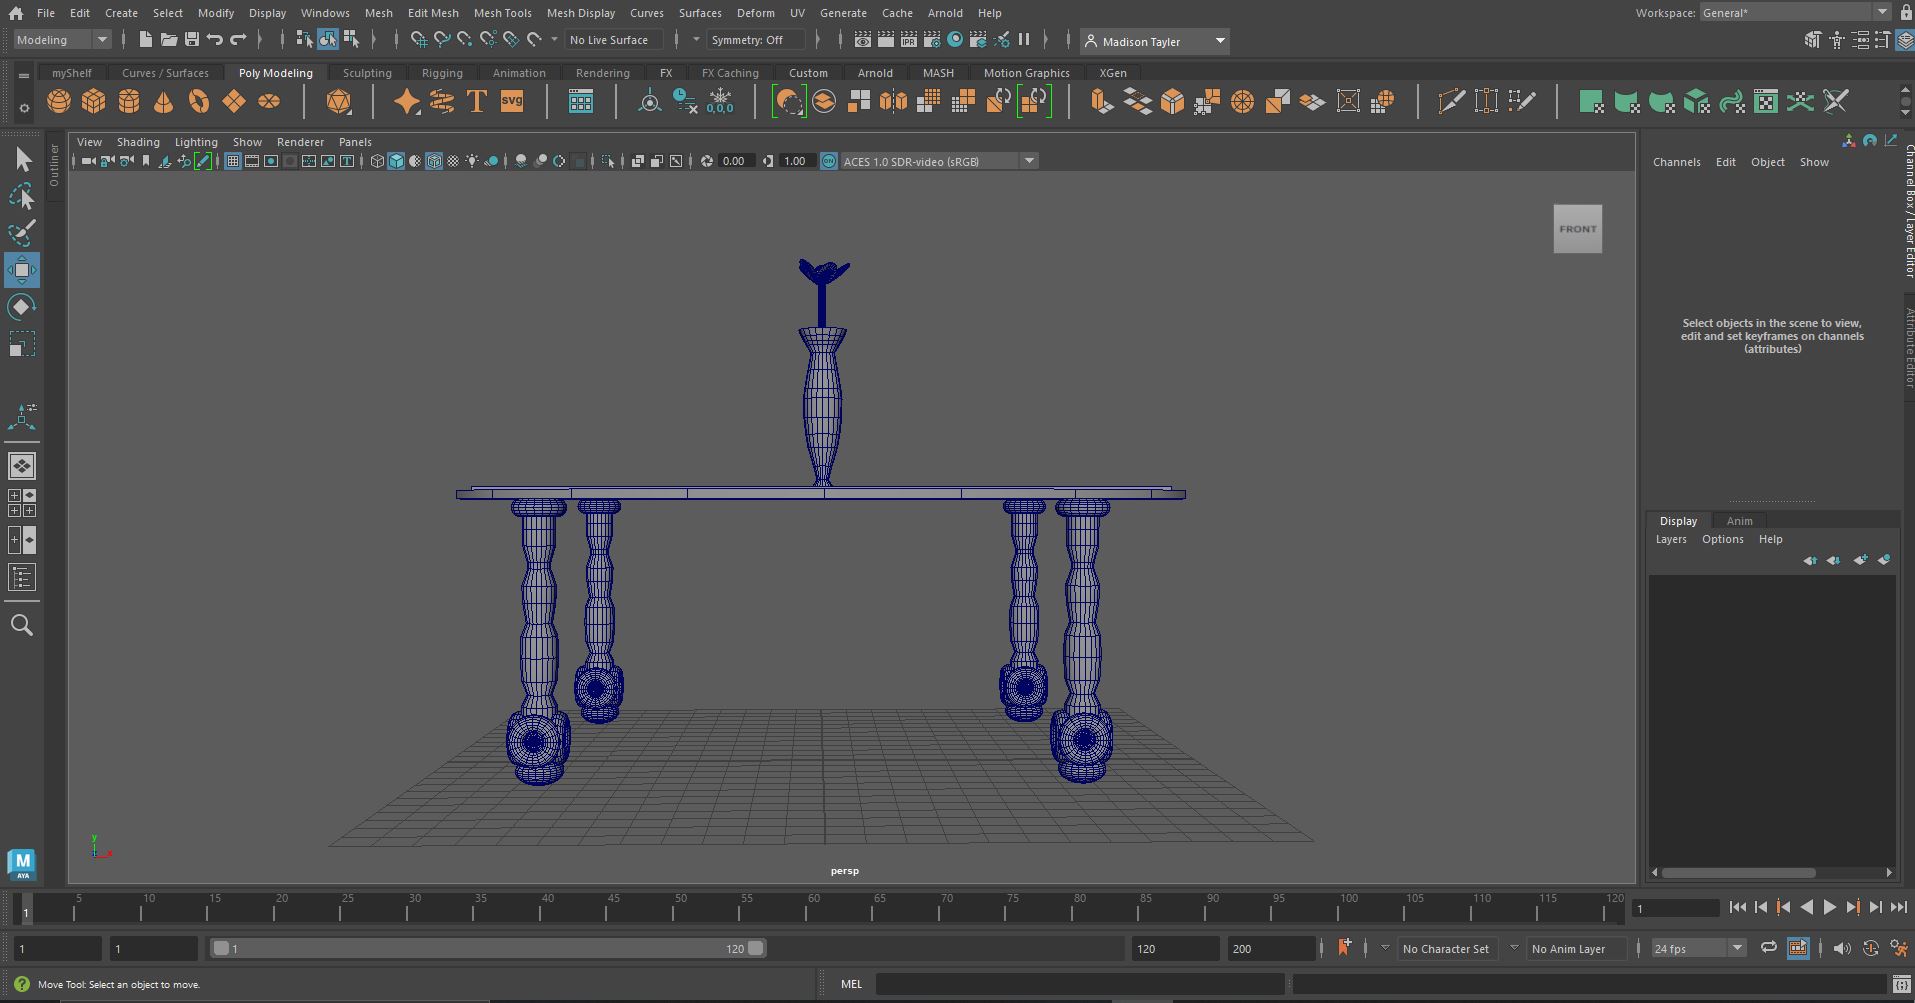 File Edit Create Select Modify Display Windows Mesh Edit Mesh Mesh Tools Mesh Display Curves Surfaces Deform UV Generate Cache Arnold Help Workspace: General*
Modeling No Live Surface Symmetry: Off IPR Madison Tayler
myShelf Curves / Surfaces Poly Modeling Sculpting Rigging Animation Rendering FX FX Caching Custom Arnold MASH Motion Graphics XGen
T SVG 0,0,0
View Shading Lighting Show Renderer Panels
0.00 1.00 ON ACES 1.0 SDR-video (sRGB)
Outliner
Channels Edit Object Show
Channel Box / Layer Editor
Attribute Editor
FRONT
Select objects in the scene to view,
edit and set keyframes on channels
(attributes)
Display Anim
Layers Options Help
y
x
persp
M
AYA
5 10 15 20 25 30 35 40 45 50 55 60 65 70 75 80 85 90 95 100 105 110 115 120
1 1
1 1 1 120 120 200 No Character Set No Anim Layer 24 fps
Move Tool: Select an object to move. MEL